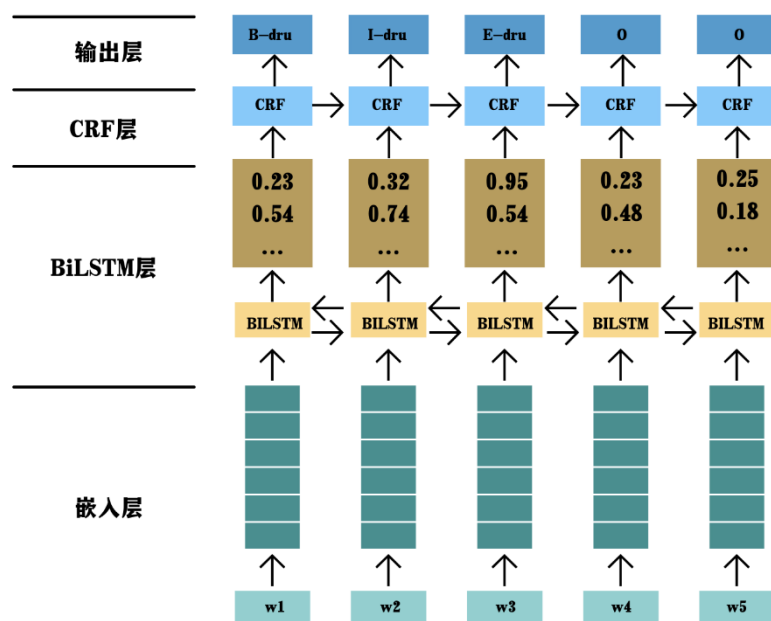 输出层
B-dru I-dru E-dru O O
CRF层
CRF CRF CRF CRF CRF
BiLSTM层
0.23 0.32 0.95 0.23 0.25
0.54 0.74 0.54 0.48 0.18
... ... ... ... ...
BILSTM BILSTM BILSTM BILSTM BILSTM
嵌入层
w1 w2 w3 w4 w5